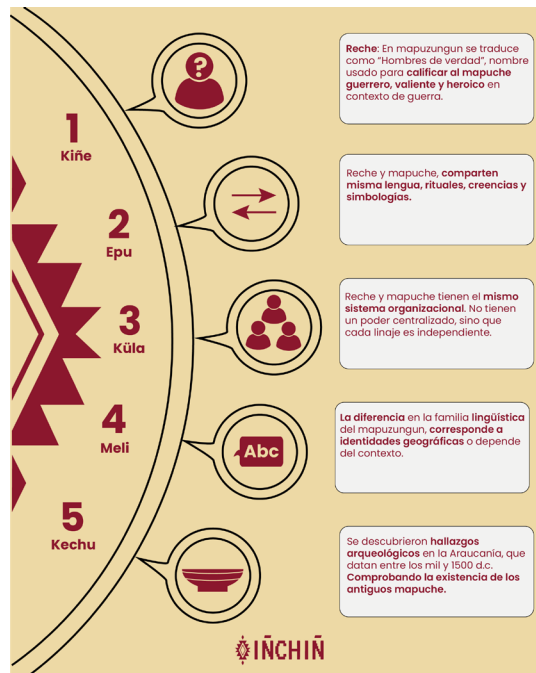 ?
1
Kiñe
Reche: En mapuzungun se traduce
como “Hombres de verdad”, nombre
usado para calificar al mapuche
guerrero, valiente y heroico en
contexto de guerra.
2
Epu
Reche y mapuche, comparten
misma lengua, rituales, creencias y
simbologías.
3
Küla
Reche y mapuche tienen el mismo
sistema organizacional. No tienen
un poder centralizado, sino que
cada linaje es independiente.
4
Meli
Abc
La diferencia en la familia lingüística
del mapuzungun, corresponde a
identidades geográficas o depende
del contexto.
5
Kechu
Se descubrieron hallazgos
arqueológicos en la Araucanía, que
datan entre los mil y 1500 d.c.
Comprobando la existencia de los
antiguos mapuche.
IÑCHIÑ